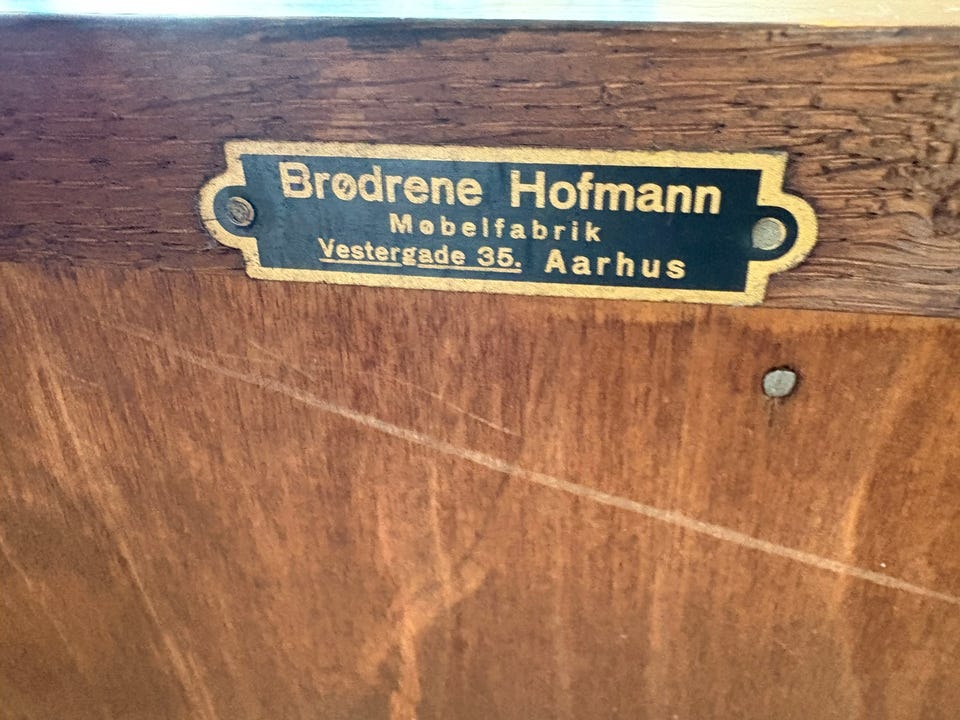 Brødrene Hofmann
Møbelfabrik
Vestergade 35. Aarhus